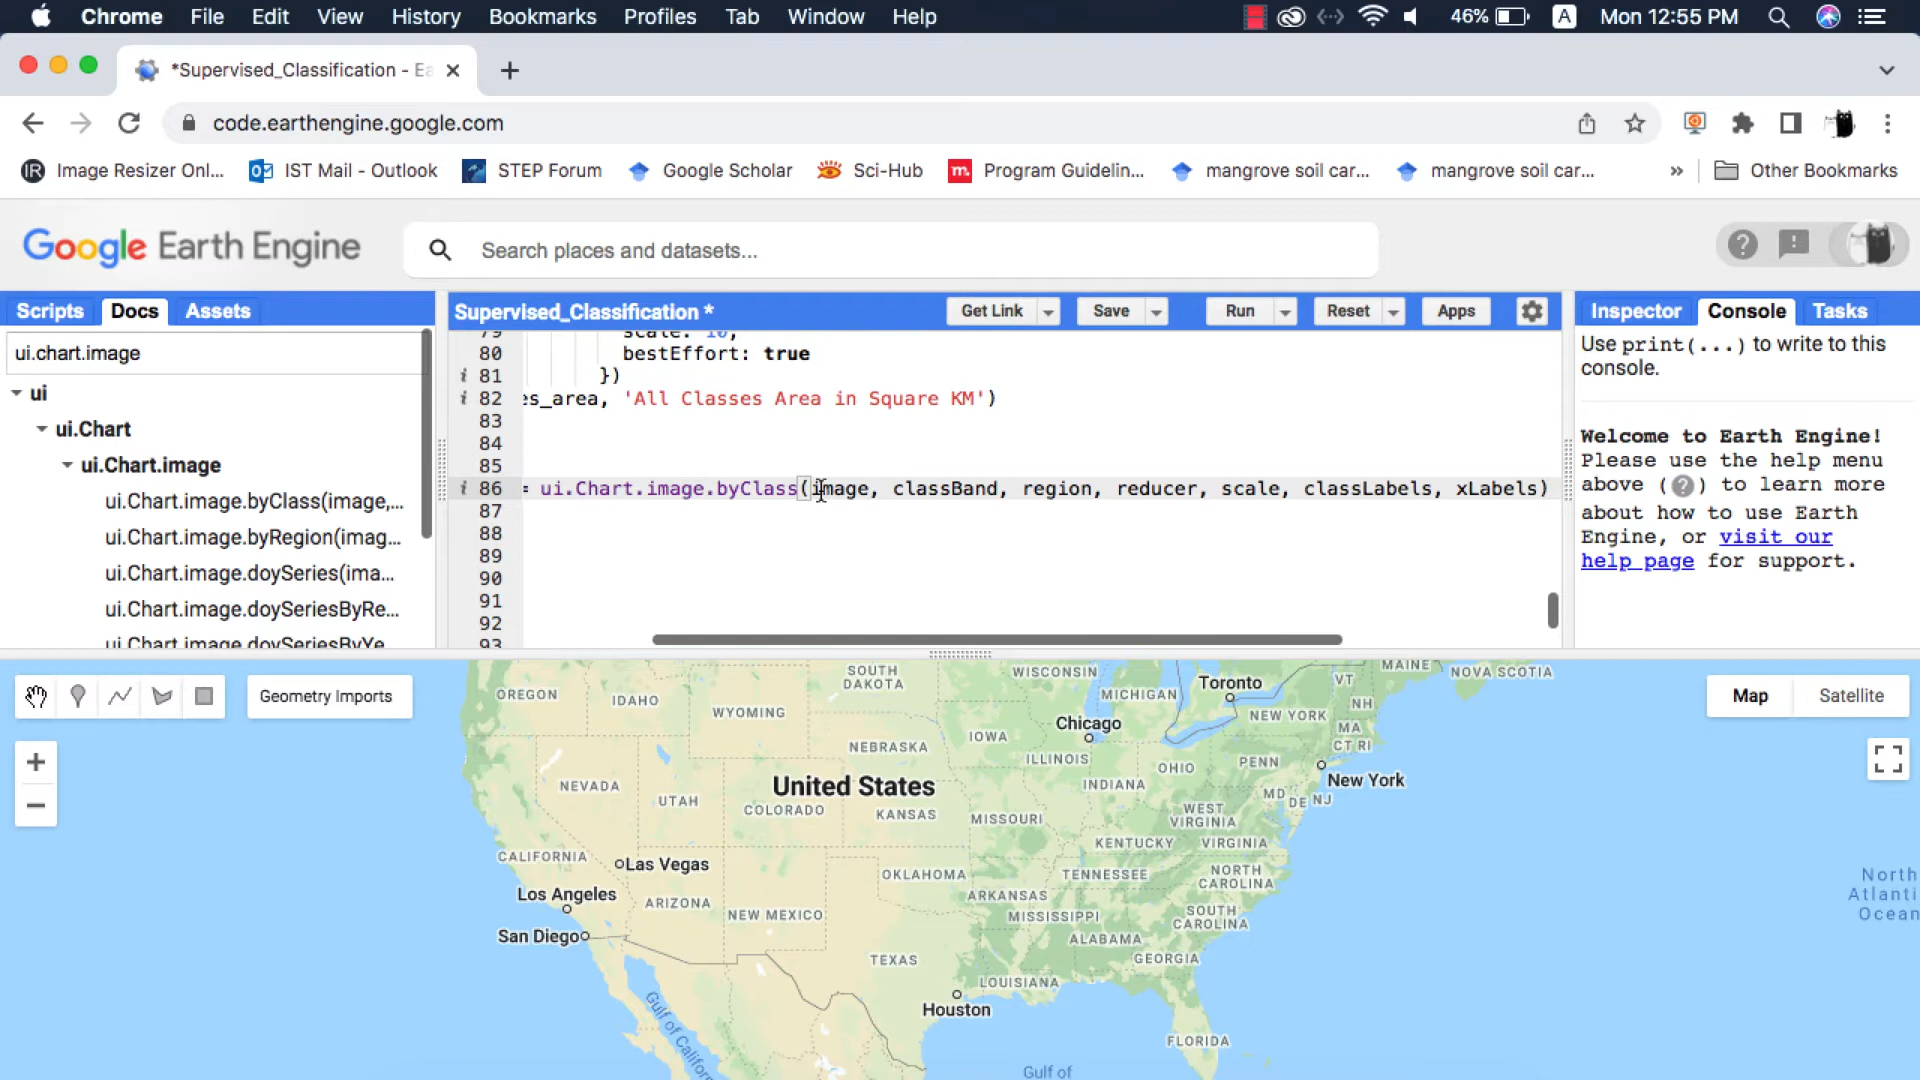 Chrome File Edit View History Bookmarks Profiles Tab Window Help 46% A Mon 12:55 PM
*Supervised_Classification - Ea
code.earthengine.google.com
Image Resizer Onl... IST Mail - Outlook STEP Forum Google Scholar Sci-Hub Program Guidelin... mangrove soil car... mangrove soil car... » Other Bookmarks
Google Earth Engine Search places and datasets...
Scripts Docs Assets
ui.chart.image
ui
ui.Chart
ui.Chart.image
ui.Chart.image.byClass(image,...
ui.Chart.image.byRegion(imag...
ui.Chart.image.doySeries(ima...
ui.Chart.image.doySeriesByRe...
ui.Chart.image.doySeriesByYe...
Supervised_Classification * Get Link Save Run Reset Apps
79 scale: 10,
80 bestEffort: true
i 81 })
i 82 es_area, 'All Classes Area in Square KM')
83
84
85
i 86 = ui.Chart.image.byClass(image, classBand, region, reducer, scale, classLabels, xLabels)
87
88
89
90
91
92
93
Inspector Console Tasks
Use print(...) to write to this
console.
Welcome to Earth Engine!
Please use the help menu
above (?) to learn more
about how to use Earth
Engine, or visit our
help page for support.
Geometry Imports
Map Satellite
+
−
OREGON
IDAHO
WYOMING
SOUTH
DAKOTA
WISCONSIN
MICHIGAN
Toronto
MAINE
NOVA SCOTIA
VT
NH
NEW YORK
MA
CT RI
Chicago
NEBRASKA
IOWA
ILLINOIS
INDIANA
OHIO
PENN
New York
MD
DE NJ
NEVADA
UTAH
United States
COLORADO
KANSAS
MISSOURI
WEST
VIRGINIA
KENTUCKY
VIRGINIA
CALIFORNIA
Las Vegas
Los Angeles
ARIZONA
NEW MEXICO
OKLAHOMA
ARKANSAS
TENNESSEE
NORTH
CAROLINA
MISSISSIPPI
SOUTH
CAROLINA
San Diego
ALABAMA
GEORGIA
TEXAS
LOUISIANA
Houston
FLORIDA
Gulf of Californ
Gulf of
North
Atlanti
Ocean